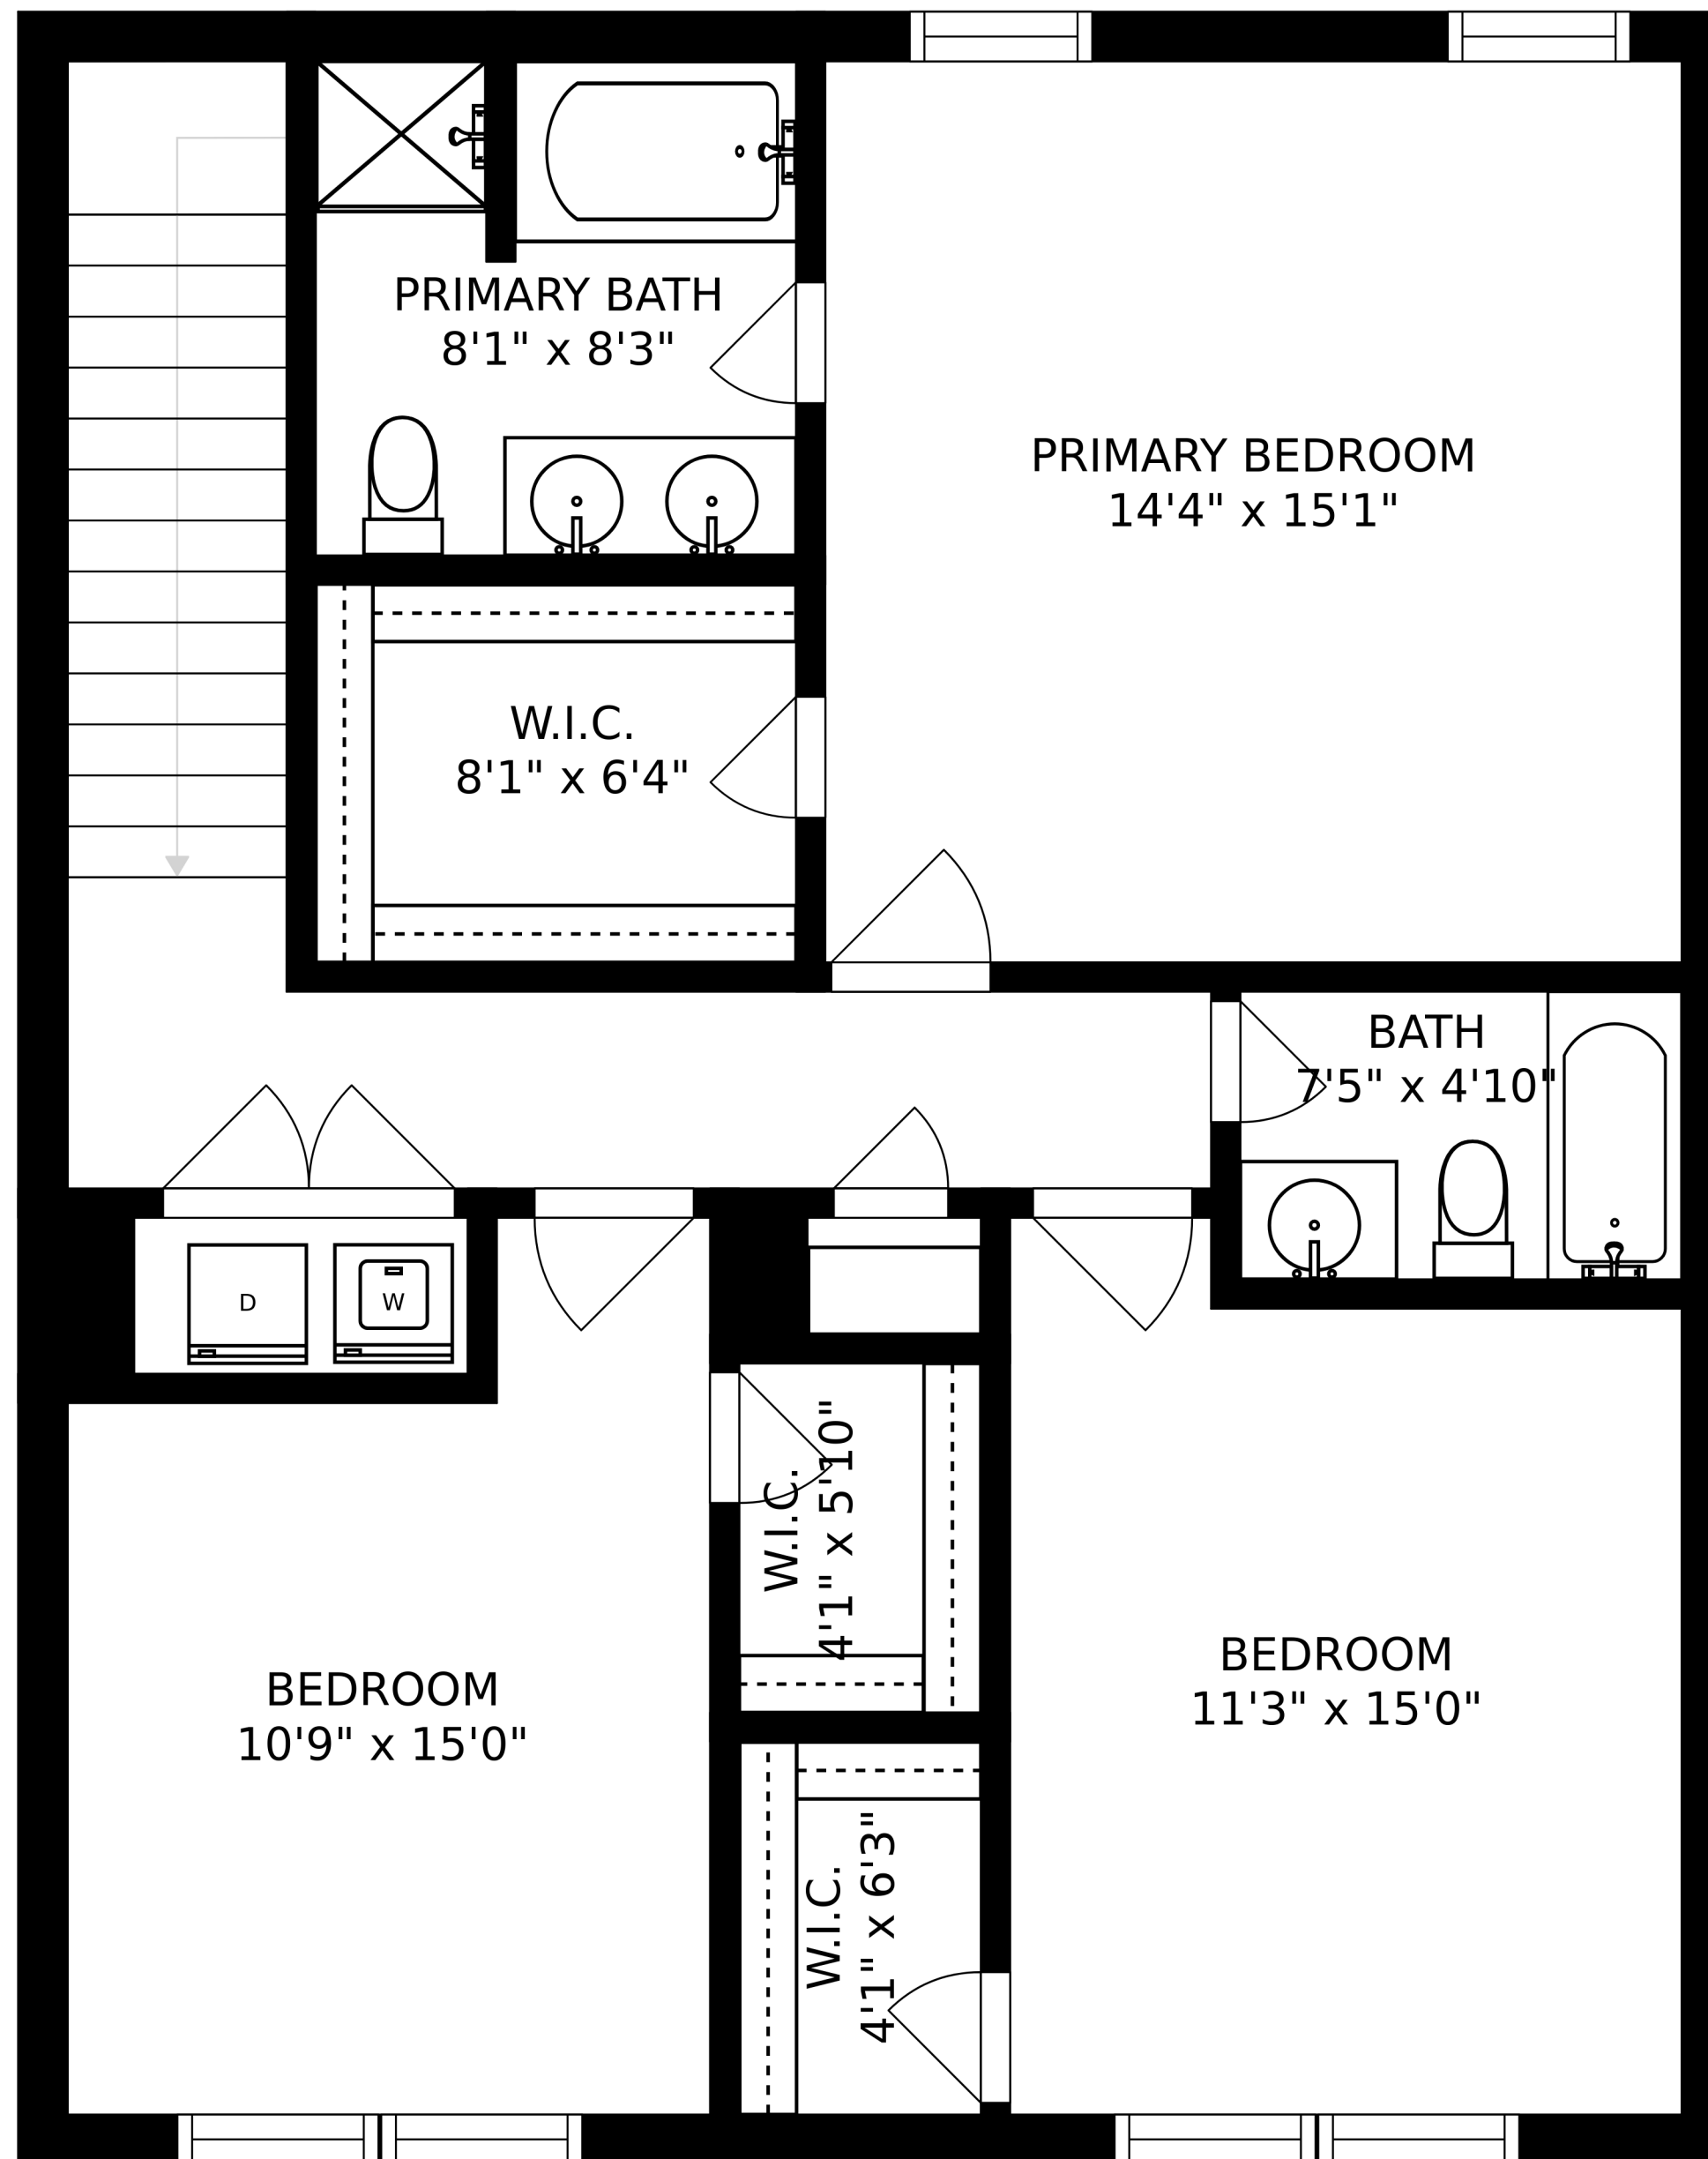 PRIMARY BATH
8'1" x 8'3"
PRIMARY BEDROOM
14'4" x 15'1"
W.I.C.
8'1" x 6'4"
BATH
7'5" x 4'10"
D
W
W.I.C.
4'1" x 5'10"
BEDROOM
10'9" x 15'0"
BEDROOM
11'3" x 15'0"
W.I.C.
4'1" x 6'3"